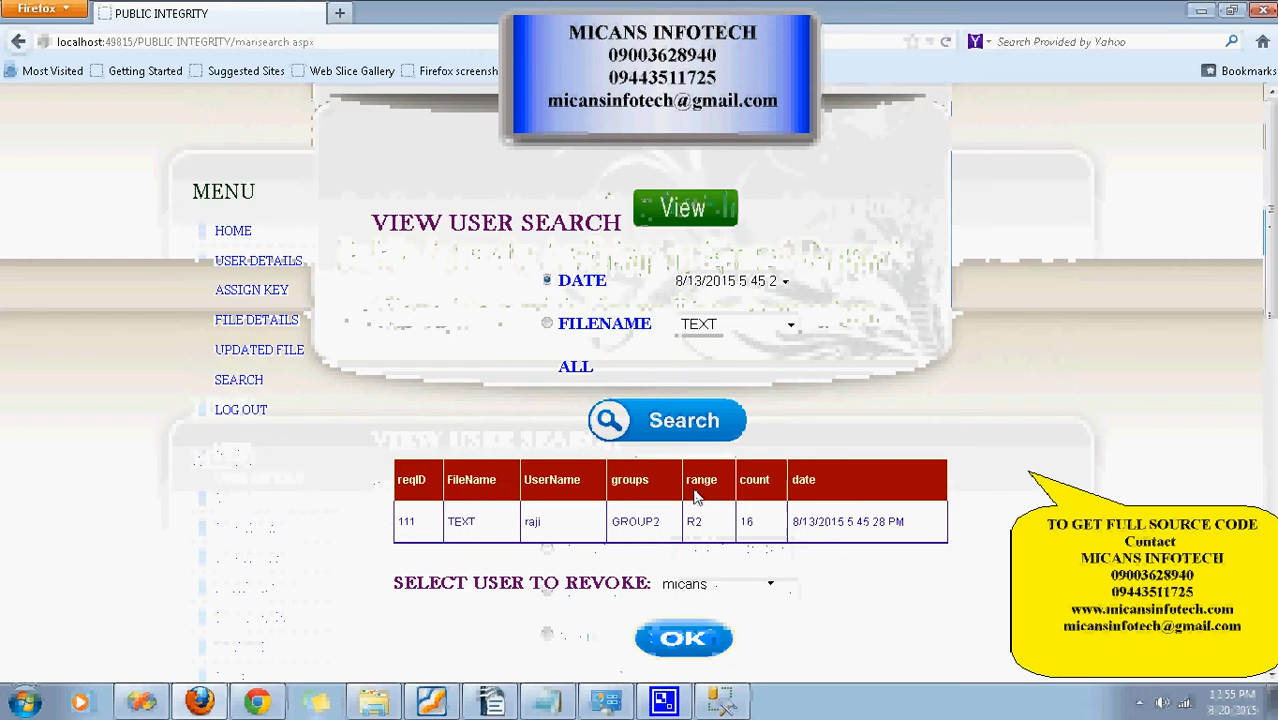 Firefox
PUBLIC INTEGRITY
localhost:49815/PUBLIC INTEGRITY/mansearch.aspx
Search Provided by Yahoo
Most Visited
Getting Started
Suggested Sites
Web Slice Gallery
Firefox screensh
Bookmarks
MICANS INFOTECH
09003628940
09443511725
micansinfotech@gmail.com
MENU
HOME
USER DETAILS
ASSIGN KEY
FILE DETAILS
UPDATED FILE
SEARCH
LOG OUT
VIEW USER SEARCH
View
DATE 8/13/2015 5 45 2
FILENAME TEXT
ALL
Search
reqID FileName UserName groups range count date
111 TEXT raji GROUP2 R2 16 8/13/2015 5 45 28 PM
SELECT USER TO REVOKE: micans
OK
TO GET FULL SOURCE CODE
Contact
MICANS INFOTECH
09003628940
09443511725
www.micansinfotech.com
micansinfotech@gmail.com
8-20-2015